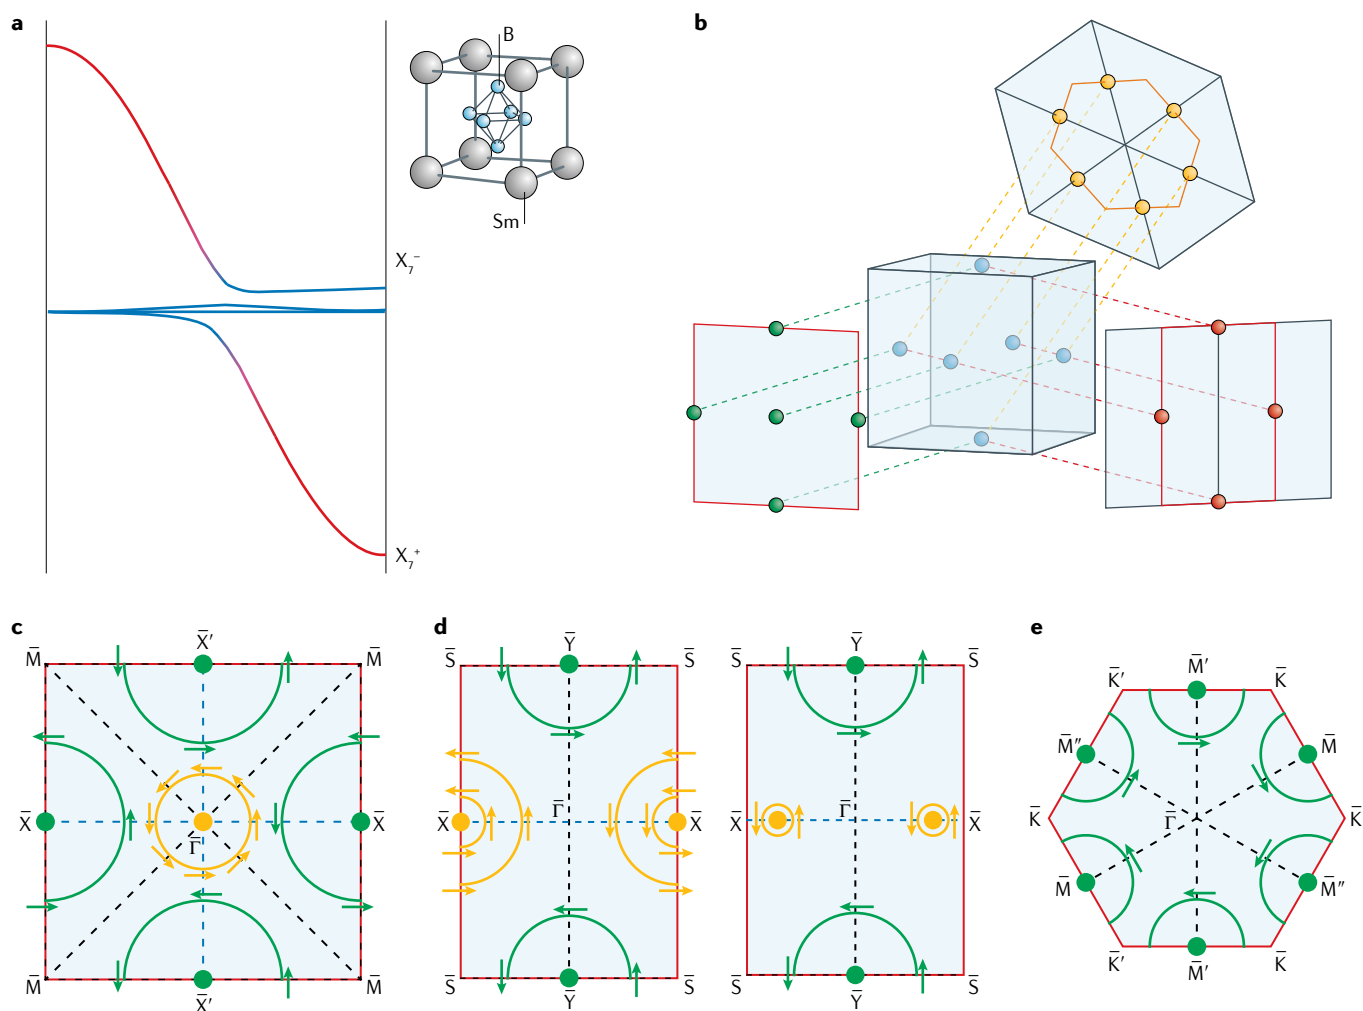 a
B
Sm
X₇⁻
X₇⁺
b
c
X̄′
M̄ M̄
X̄ Γ̄ X̄
M̄ M̄
X̄′
d
Ȳ
S̄ S̄
X̄ Γ̄ X̄
S̄ S̄
Ȳ
Ȳ
S̄ S̄
X̄ Γ̄ X̄
S̄ S̄
Ȳ
e
K̄′ M̄′ K̄
M̄″ M̄
K̄ Γ̄ K̄
M̄ M̄″
K̄′ M̄′ K̄